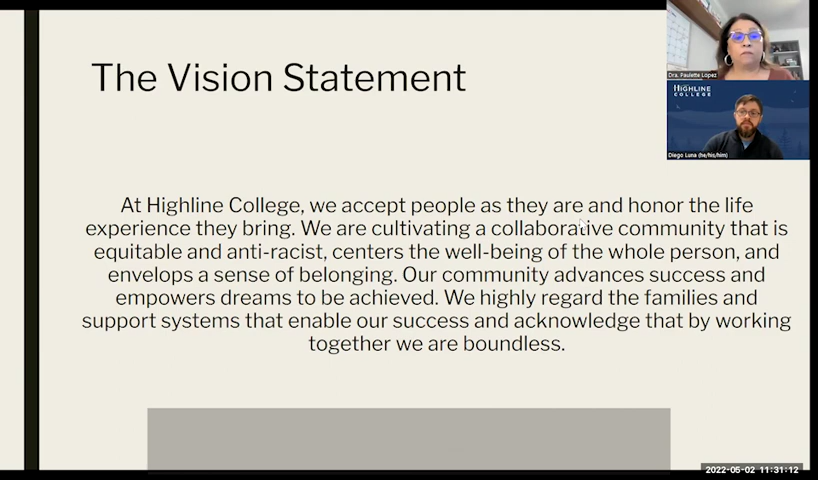 The Vision Statement
Dra. Paulette Lopez
HIGHLINE
COLLEGE
Diego Luna (he/his/him)
At Highline College, we accept people as they are and honor the life
experience they bring. We are cultivating a collaborative community that is
equitable and anti-racist, centers the well-being of the whole person, and
envelops a sense of belonging. Our community advances success and
empowers dreams to be achieved. We highly regard the families and
support systems that enable our success and acknowledge that by working
together we are boundless.
2022-05-02 11:31:12